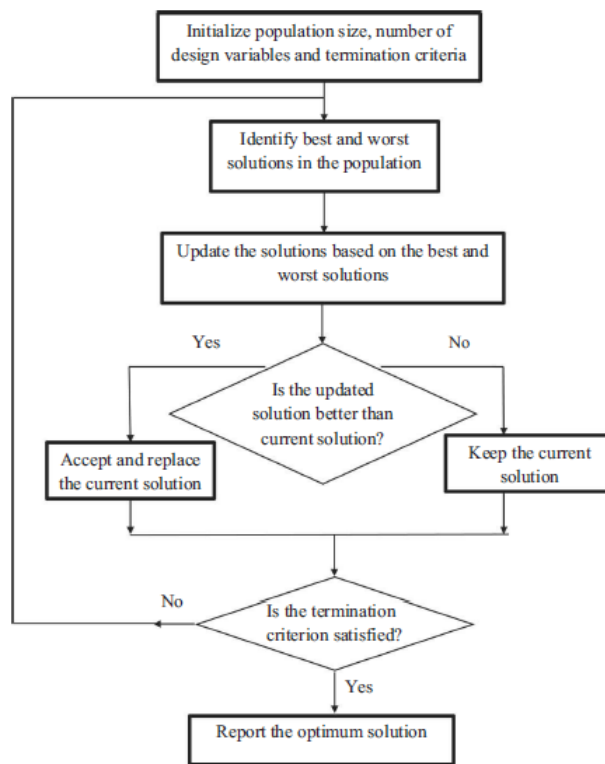 Initialize population size, number of
design variables and termination criteria
Identify best and worst
solutions in the population
Update the solutions based on the best and
worst solutions
Yes
No
Is the updated
solution better than
current solution?
Accept and replace
the current solution
Keep the current
solution
No
Is the termination
criterion satisfied?
Yes
Report the optimum solution